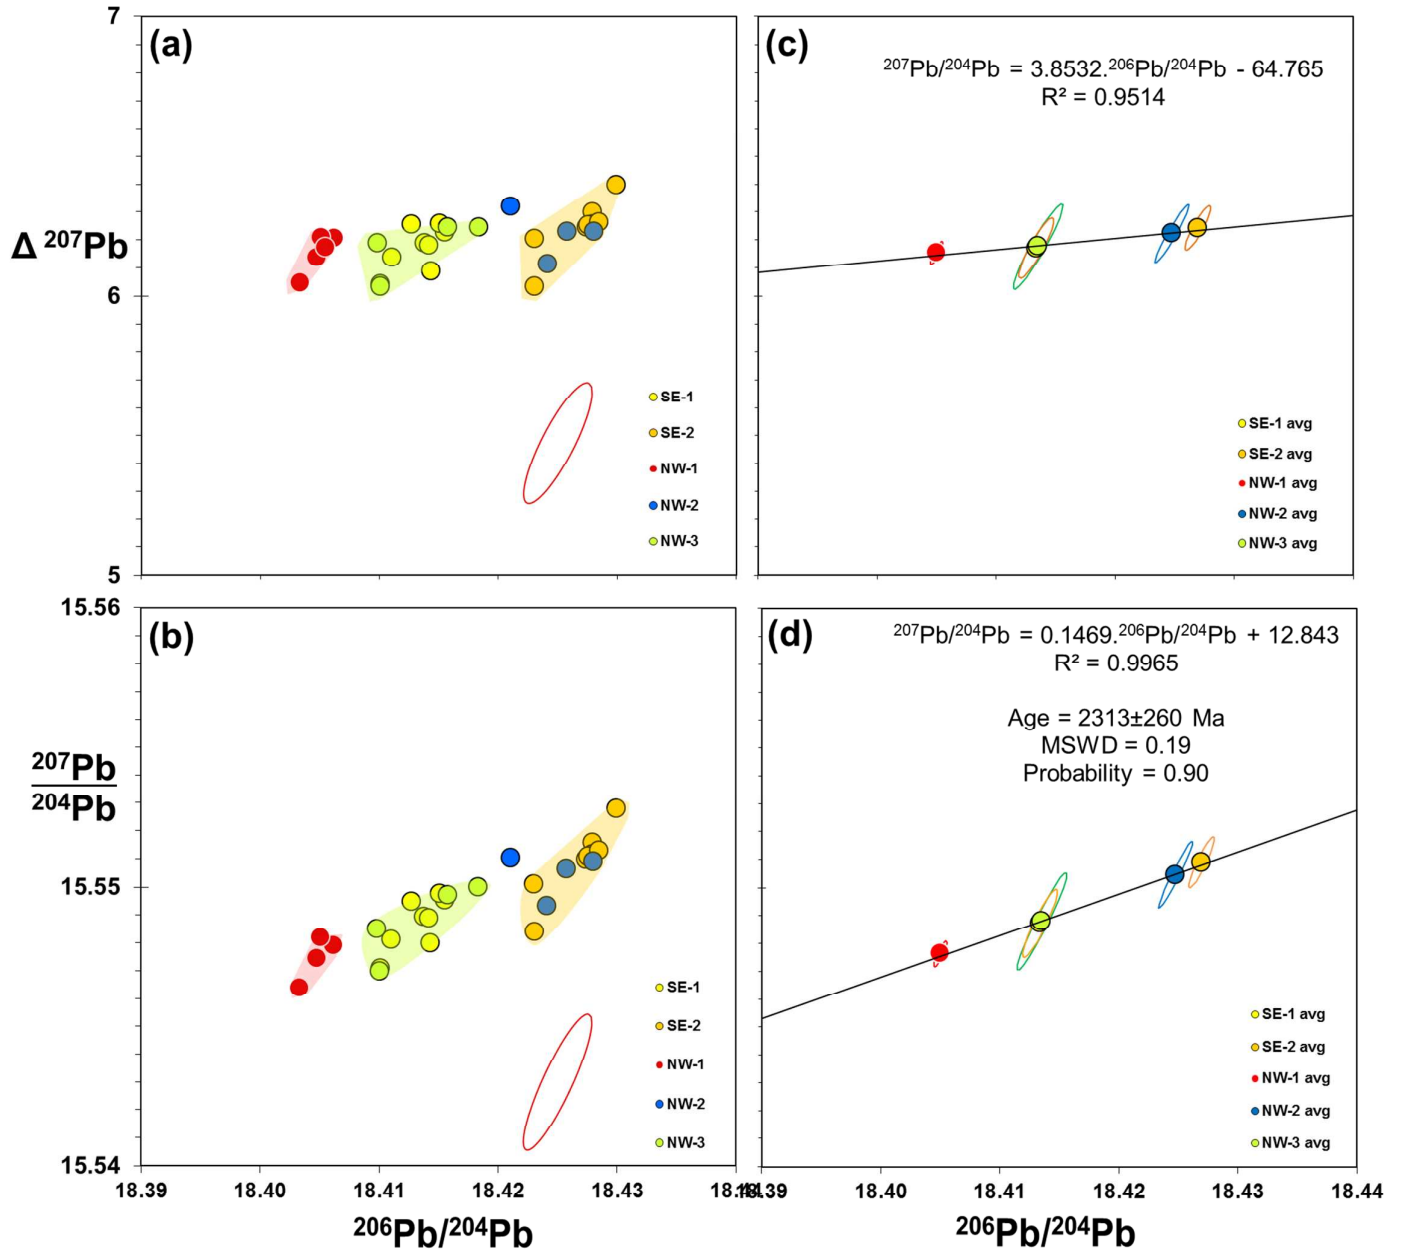 7
(a)
Δ ²⁰⁷Pb
6
SE-1
SE-2
NW-1
NW-2
NW-3
5
(c)
²⁰⁷Pb/²⁰⁴Pb = 3.8532.²⁰⁶Pb/²⁰⁴Pb - 64.765
R² = 0.9514
SE-1 avg
SE-2 avg
NW-1 avg
NW-2 avg
NW-3 avg
15.56
(b)
²⁰⁷Pb
²⁰⁴Pb
15.55
SE-1
SE-2
NW-1
NW-2
NW-3
15.54
18.39 18.40 18.41 18.42 18.43 18.44
²⁰⁶Pb/²⁰⁴Pb
(d)
²⁰⁷Pb/²⁰⁴Pb = 0.1469.²⁰⁶Pb/²⁰⁴Pb + 12.843
R² = 0.9965
Age = 2313±260 Ma
MSWD = 0.19
Probability = 0.90
SE-1 avg
SE-2 avg
NW-1 avg
NW-2 avg
NW-3 avg
18.39 18.40 18.41 18.42 18.43 18.44
²⁰⁶Pb/²⁰⁴Pb